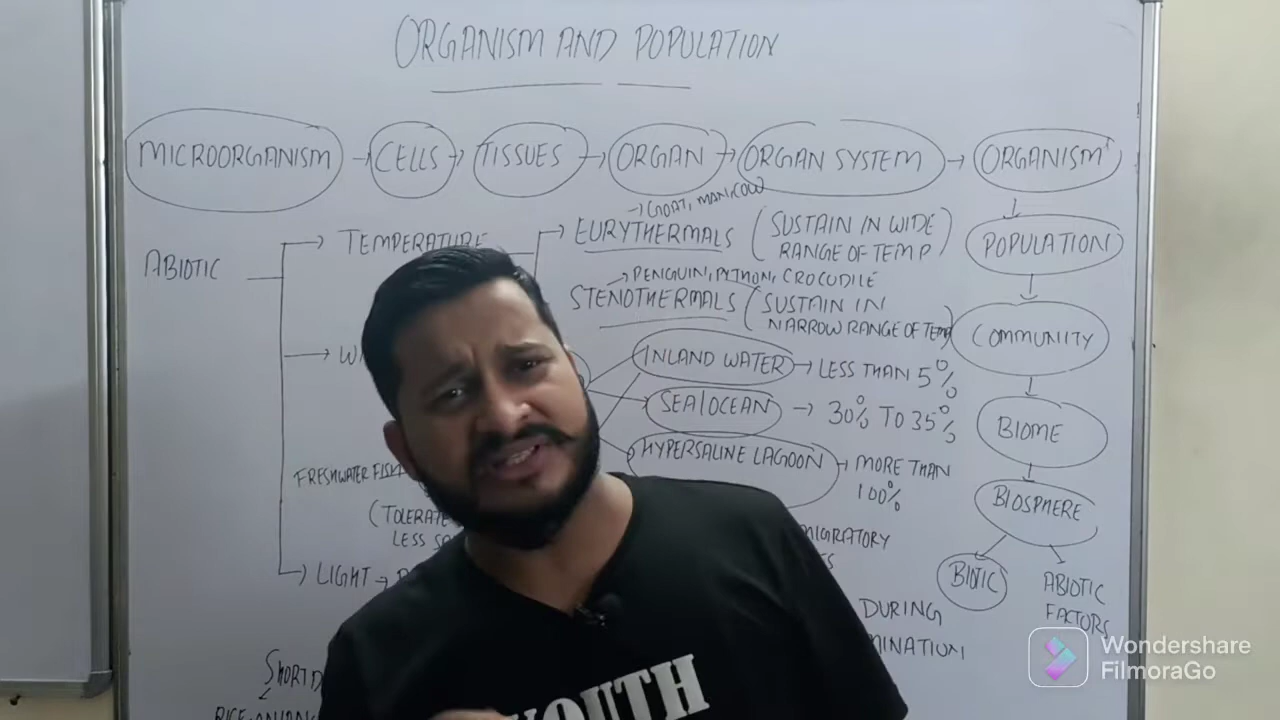 ORGANISM AND POPULATION
MICROORGANISM → CELLS → TISSUES → ORGAN → ORGAN SYSTEM → ORGANISM
→ GOAT, MAN, COW
ABIOTIC
→ TEMPERATURE
→ EURYTHERMALS (SUSTAIN IN WIDE
RANGE OF TEMP)
→ PENGUIN, PYTHON, CROCUDILE
STENOTHERMALS (SUSTAIN IN
NARROW RANGE OF TEMP)
INLAND WATER → LESS THAN 5%
SEA/OCEAN → 30% TO 35%
HYPERSALINE LAGOON → MORE THAN
100%
FRESHWATER
(TOLERATE
LESS
→ LIGHT →
MIGRATORY
DURING
SHORT
POPULATION
COMMUNITY
BIOME
BIOSPHERE
BIOTIC
ABIOTIC
FACTORS
YOUTH
Wondershare
FilmoraGo